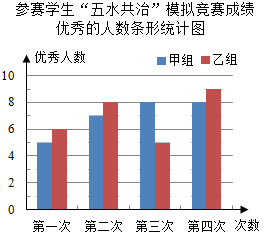 参赛学生“五水共治”模拟竞赛成绩
优秀的人数条形统计图
优秀人数
甲组
乙组
10
8
6
4
2
0
第一次 第二次 第三次 第四次 次数